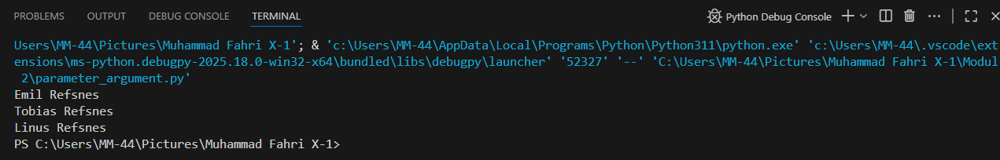 PROBLEMS OUTPUT DEBUG CONSOLE TERMINAL Python Debug Console
Users\MM-44\Pictures\Muhammad Fahri X-1'; & 'c:\Users\MM-44\AppData\Local\Programs\Python\Python311\python.exe' 'c:\Users\MM-44\.vscode\ext
ensions\ms-python.debugpy-2025.18.0-win32-x64\bundled\libs\debugpy\launcher' '52327' '--' 'C:\Users\MM-44\Pictures\Muhammad Fahri X-1\Modul
2\parameter_argument.py'
Emil Refsnes
Tobias Refsnes
Linus Refsnes
PS C:\Users\MM-44\Pictures\Muhammad Fahri X-1>